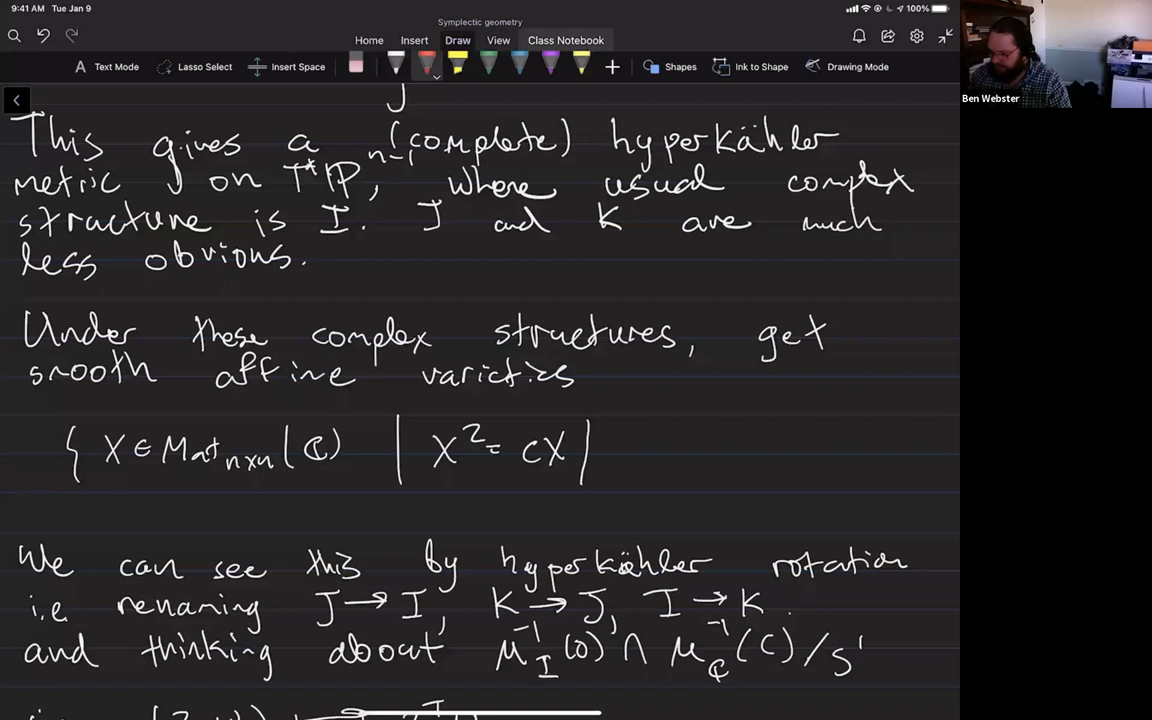 9:41 AM Tue Jan 9
100%
Symplectic geometry
Home Insert Draw View Class Notebook
Text Mode Lasso Select Insert Space Shapes Ink to Shape Drawing Mode
Ben Webster
J
This gives a (complete) hyperkähler
metric J on T*ℙⁿ⁻¹, where usual complex
structure is I. J and K are much
less obvious.
Under these complex structures, get
smooth affine varieties
{ X ∈ Mat_{n×n}(ℂ) | X² = cX |
We can see this by hyperkähler rotation
i.e. renaming J → I, K → J, I → K.
and thinking about μ_I⁻¹(0) ∩ μ_ℂ⁻¹(C)/S¹